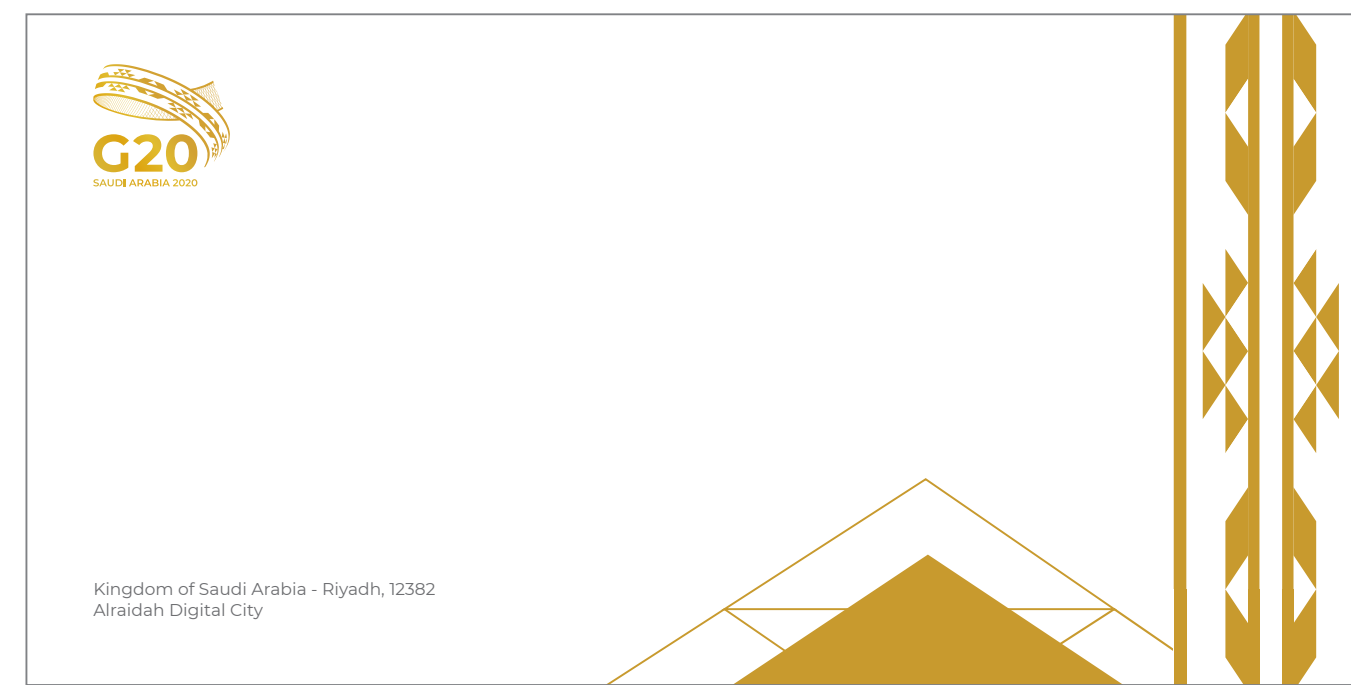 G20
SAUDI ARABIA 2020
Kingdom of Saudi Arabia - Riyadh, 12382
Alraidah Digital City